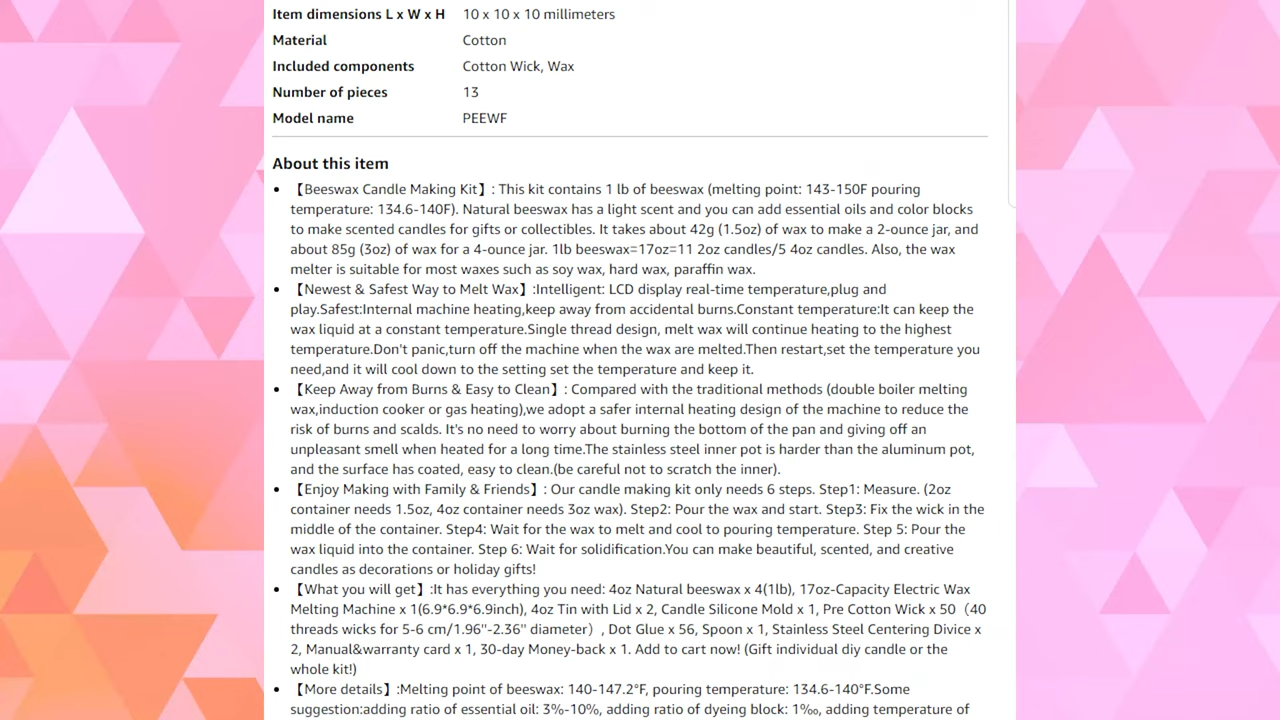 Item dimensions L x W x H 10 x 10 x 10 millimeters
Material Cotton
Included components Cotton Wick, Wax
Number of pieces 13
Model name PEEWF
About this item
• 【Beeswax Candle Making Kit】: This kit contains 1 lb of beeswax (melting point: 143-150F pouring
temperature: 134.6-140F). Natural beeswax has a light scent and you can add essential oils and color blocks
to make scented candles for gifts or collectibles. It takes about 42g (1.5oz) of wax to make a 2-ounce jar, and
about 85g (3oz) of wax for a 4-ounce jar. 1lb beeswax=17oz=11 2oz candles/5 4oz candles. Also, the wax
melter is suitable for most waxes such as soy wax, hard wax, paraffin wax.
• 【Newest & Safest Way to Melt Wax】:Intelligent: LCD display real-time temperature,plug and
play.Safest:Internal machine heating,keep away from accidental burns.Constant temperature:It can keep the
wax liquid at a constant temperature.Single thread design, melt wax will continue heating to the highest
temperature.Don't panic,turn off the machine when the wax are melted.Then restart,set the temperature you
need,and it will cool down to the setting set the temperature and keep it.
• 【Keep Away from Burns & Easy to Clean】: Compared with the traditional methods (double boiler melting
wax,induction cooker or gas heating),we adopt a safer internal heating design of the machine to reduce the
risk of burns and scalds. It's no need to worry about burning the bottom of the pan and giving off an
unpleasant smell when heated for a long time.The stainless steel inner pot is harder than the aluminum pot,
and the surface has coated, easy to clean.(be careful not to scratch the inner).
• 【Enjoy Making with Family & Friends】: Our candle making kit only needs 6 steps. Step1: Measure. (2oz
container needs 1.5oz, 4oz container needs 3oz wax). Step2: Pour the wax and start. Step3: Fix the wick in the
middle of the container. Step4: Wait for the wax to melt and cool to pouring temperature. Step 5: Pour the
wax liquid into the container. Step 6: Wait for solidification.You can make beautiful, scented, and creative
candles as decorations or holiday gifts!
• 【What you will get】:It has everything you need: 4oz Natural beeswax x 4(1lb), 17oz-Capacity Electric Wax
Melting Machine x 1(6.9*6.9*6.9inch), 4oz Tin with Lid x 2, Candle Silicone Mold x 1, Pre Cotton Wick x 50（40
threads wicks for 5-6 cm/1.96''-2.36'' diameter）, Dot Glue x 56, Spoon x 1, Stainless Steel Centering Divice x
2, Manual&warranty card x 1, 30-day Money-back x 1. Add to cart now! (Gift individual diy candle or the
whole kit!)
• 【More details】:Melting point of beeswax: 140-147.2°F, pouring temperature: 134.6-140°F.Some
suggestion:adding ratio of essential oil: 3%-10%, adding ratio of dyeing block: 1‰, adding temperature of